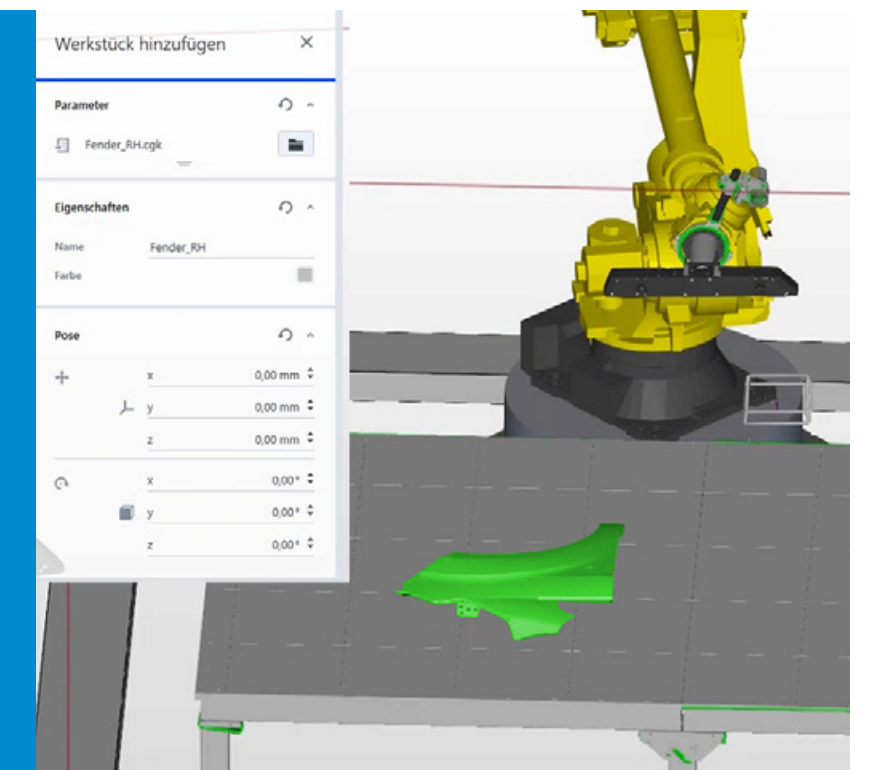 Werkstück hinzufügen
Parameter
Fender_RH.cgk
Eigenschaften
Name Fender_RH
Farbe
Pose
x 0,00 mm
y 0,00 mm
z 0,00 mm
x 0,00°
y 0,00°
z 0,00°